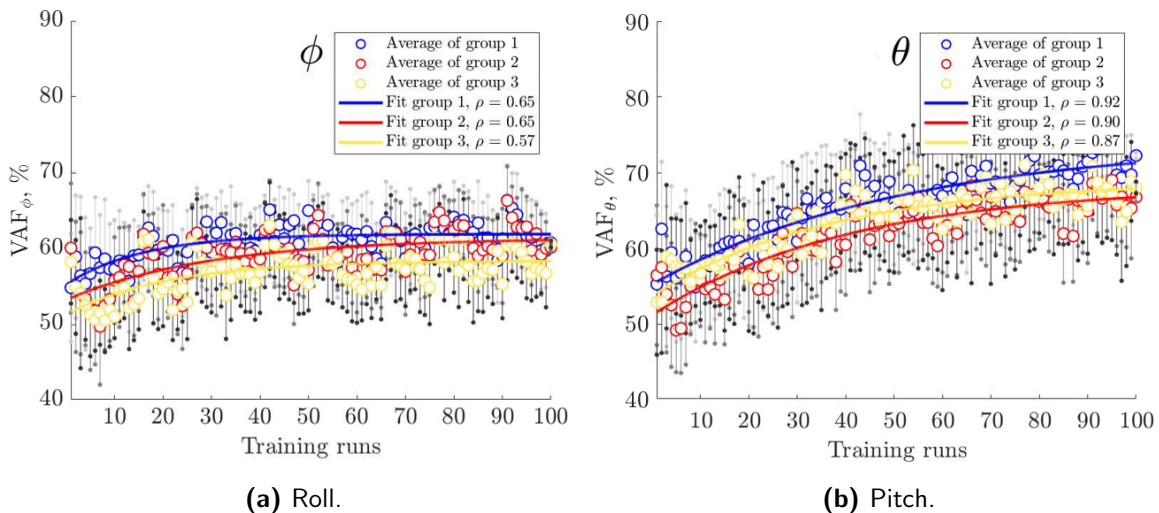 90
80
70
60
50
40
VAFϕ, %
ϕ
Average of group 1
Average of group 2
Average of group 3
Fit group 1, ρ = 0.65
Fit group 2, ρ = 0.65
Fit group 3, ρ = 0.57
10 20 30 40 50 60 70 80 90 100
Training runs
(a) Roll.
90
80
70
60
50
40
VAFθ, %
θ
Average of group 1
Average of group 2
Average of group 3
Fit group 1, ρ = 0.92
Fit group 2, ρ = 0.90
Fit group 3, ρ = 0.87
10 20 30 40 50 60 70 80 90 100
Training runs
(b) Pitch.